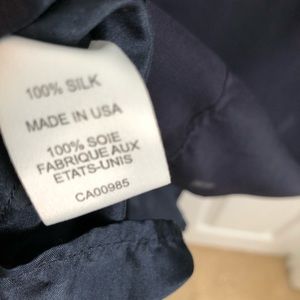 100% SILK
MADE IN USA
100% SOIE
FABRIQUE AUX
ETATS-UNIS
CA00985